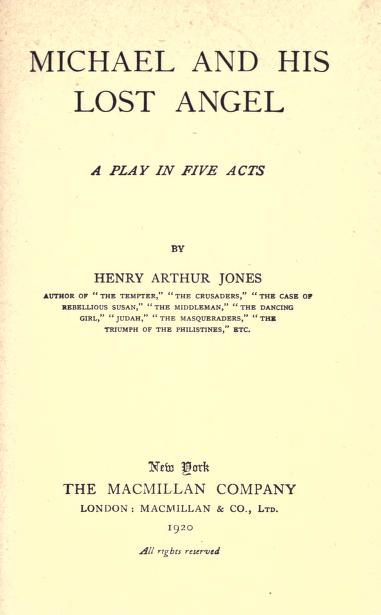 MICHAEL AND HIS
LOST ANGEL
A PLAY IN FIVE ACTS
BY
HENRY ARTHUR JONES
AUTHOR OF "THE TEMPTER," "THE CRUSADERS," "THE CASE OF
REBELLIOUS SUSAN," "THE MIDDLEMAN," "THE DANCING
GIRL," "JUDAH," "THE MASQUERADERS," "THE
TRIUMPH OF THE PHILISTINES," ETC.
New York
THE MACMILLAN COMPANY
LONDON: MACMILLAN & CO., LTD.
1920
All rights reserved